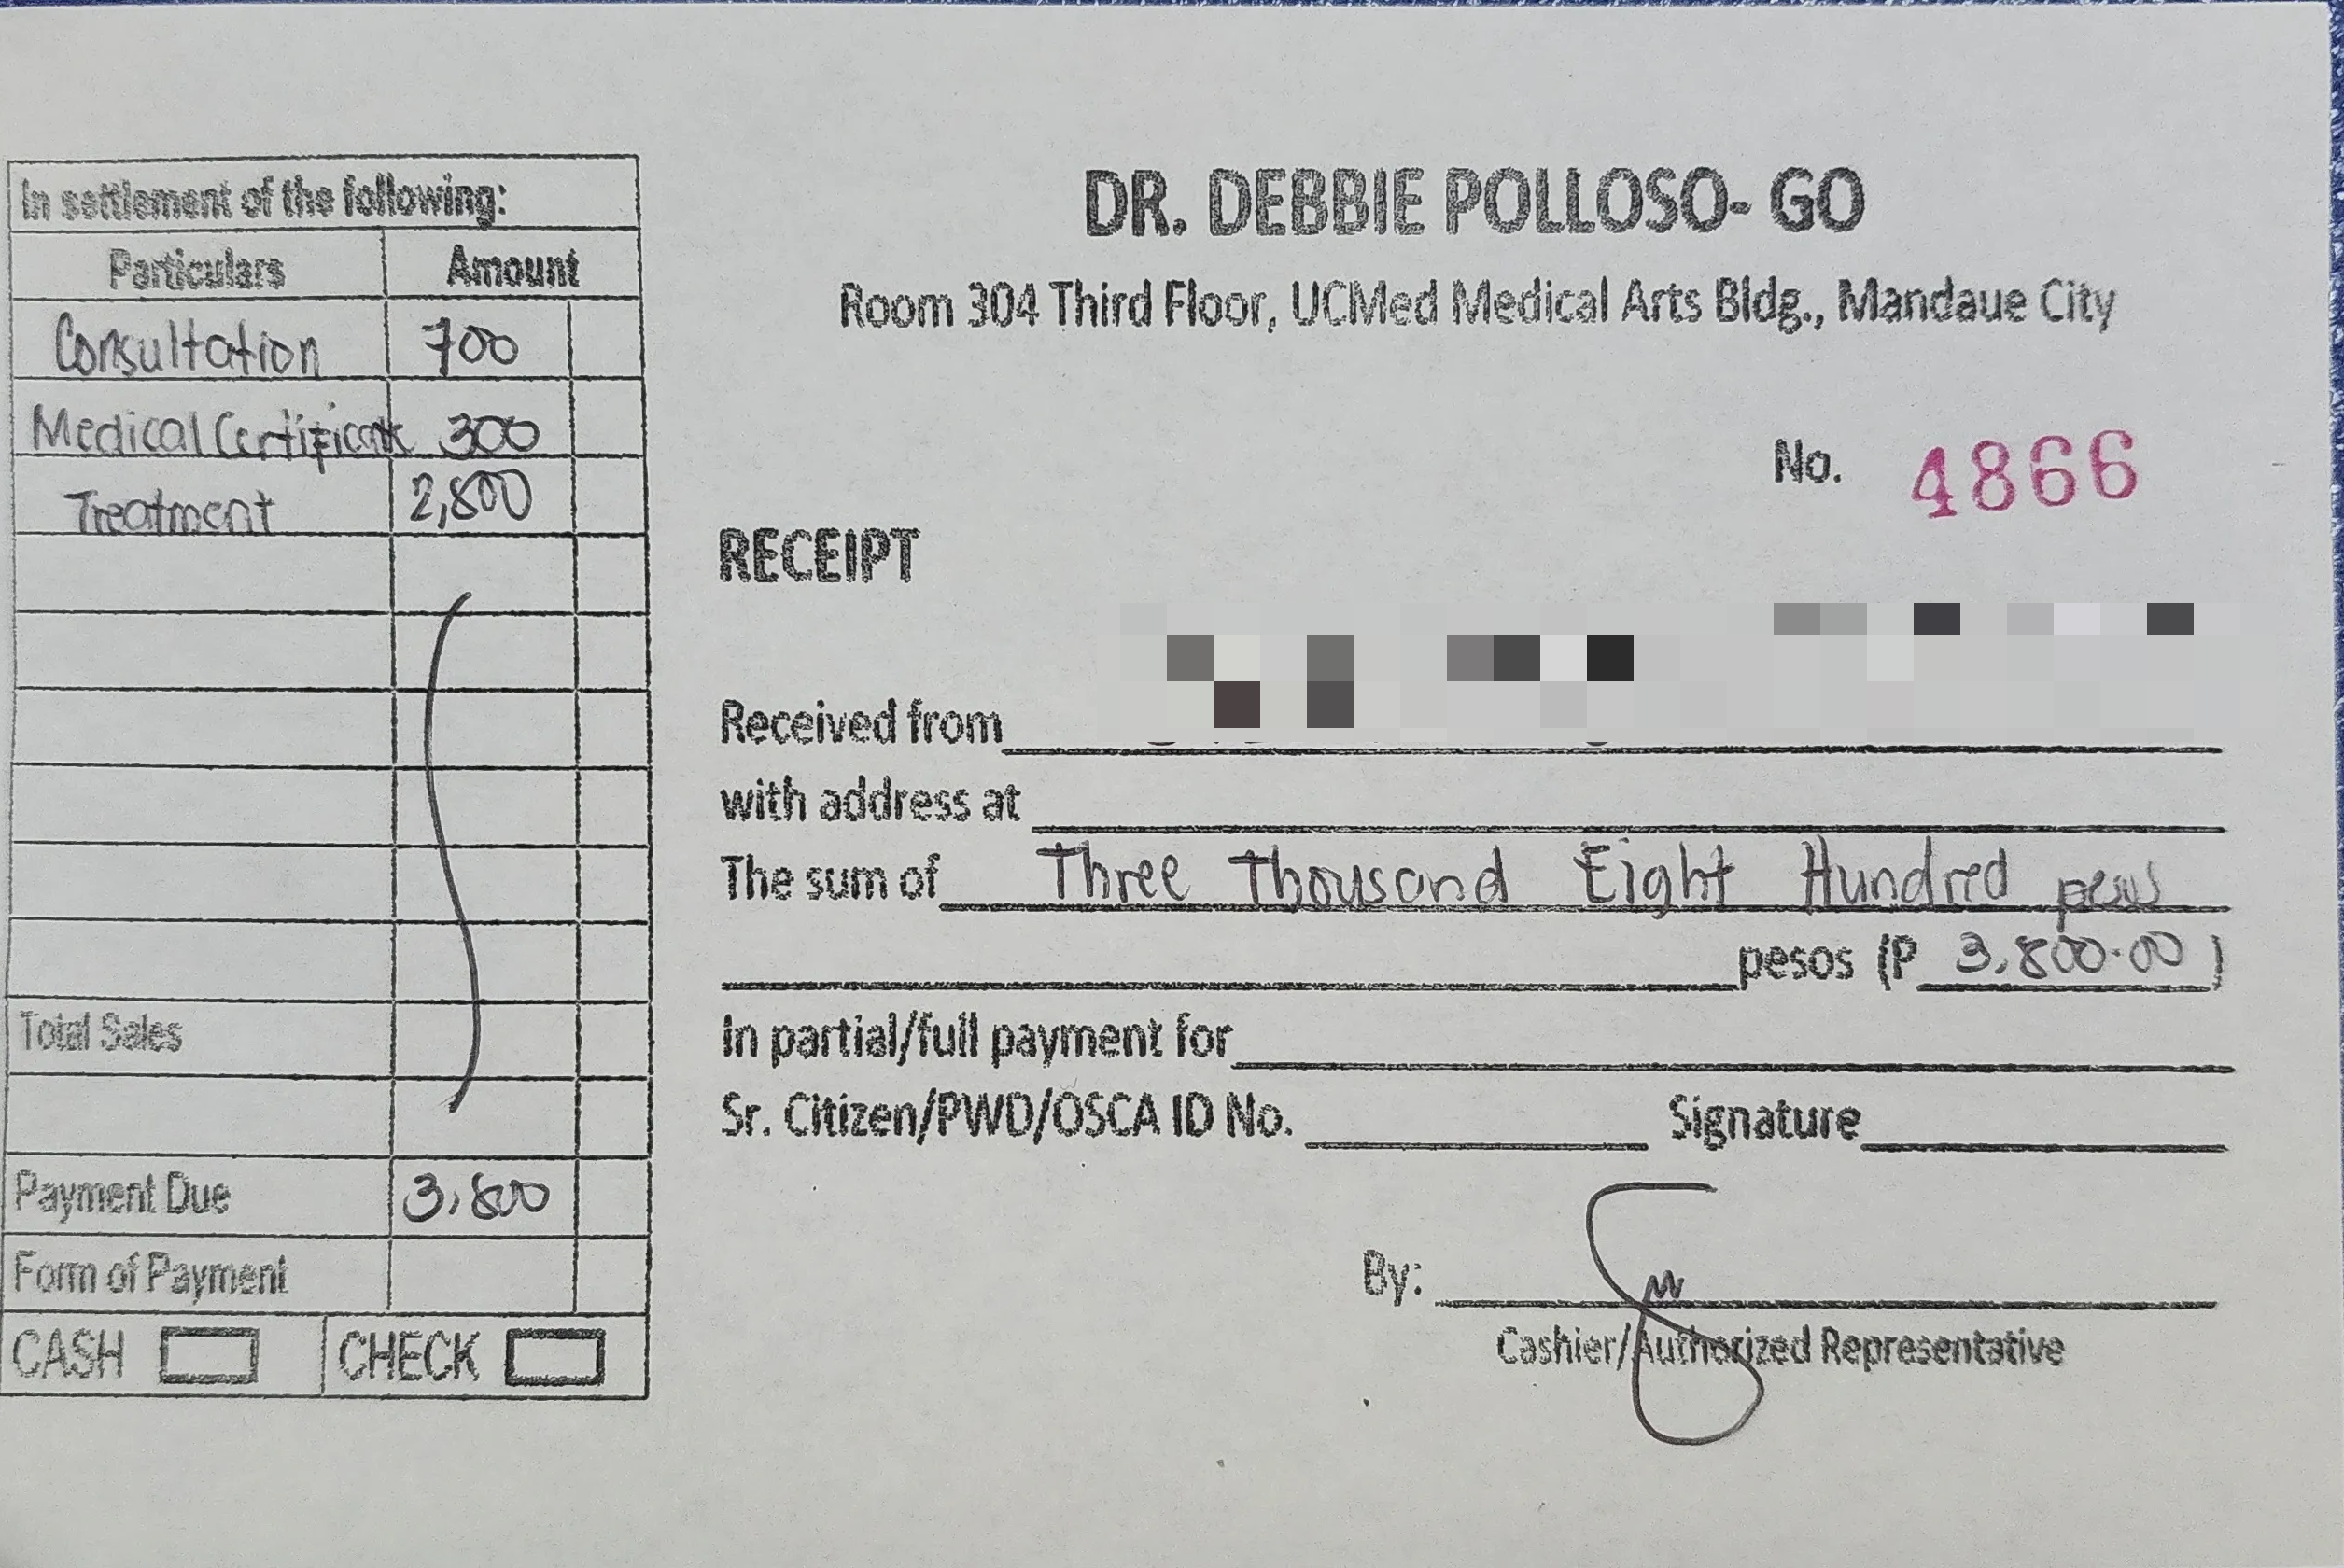 In settlement of the following:
Particulars Amount
Consultation 700
Medical Certificate 300
Treatment 2,800
Total Sales
Payment Due 3,800
Form of Payment
CASH CHECK
DR. DEBBIE POLLOSO- GO
Room 304 Third Floor, UCMed Medical Arts Bldg., Mandaue City
No. 4866
RECEIPT
Received from
with address at
The sum of Three Thousand Eight Hundred pesos
pesos (P 3,800.00)
In partial/full payment for
Sr. Citizen/PWD/OSCA ID No. Signature
By:
Cashier/Authorized Representative